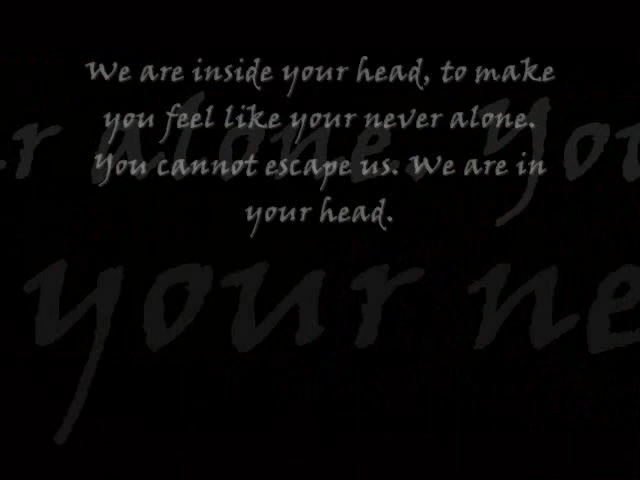 We are inside your head, to make
you feel like your never alone.
You cannot escape us. We are in
your head.
er alone. You
your ne